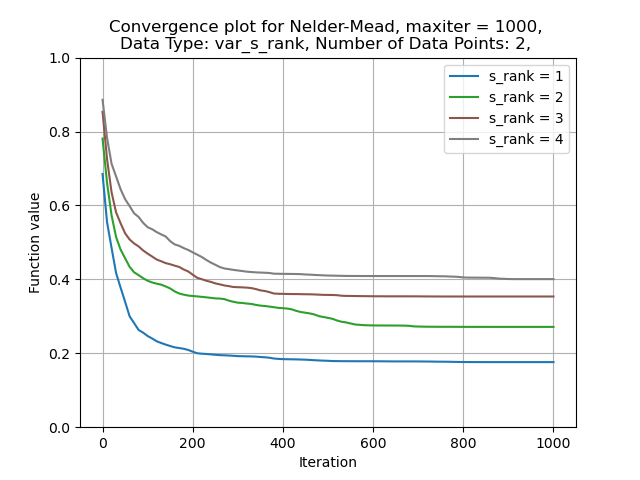 Convergence plot for Nelder-Mead, maxiter = 1000,
Data Type: var_s_rank, Number of Data Points: 2,
1.0
0.8
0.6
0.4
0.2
0.0
Function value
s_rank = 1
s_rank = 2
s_rank = 3
s_rank = 4
0 200 400 600 800 1000
Iteration